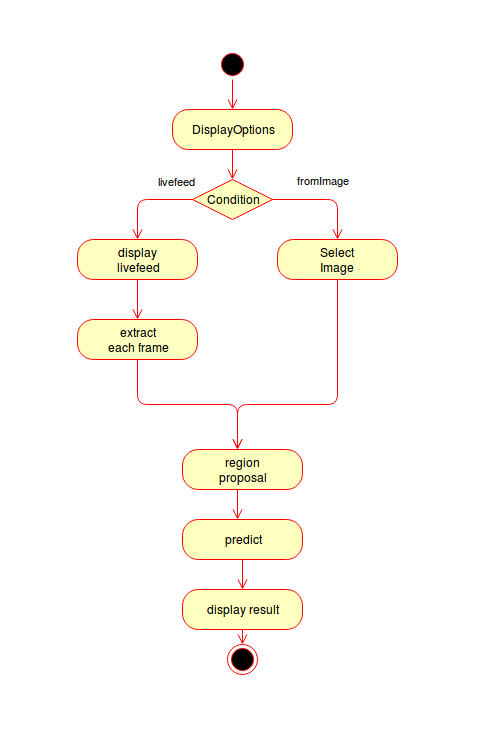 DisplayOptions
livefeed
fromImage
Condition
display
livefeed
Select
Image
extract
each frame
region
proposal
predict
display result